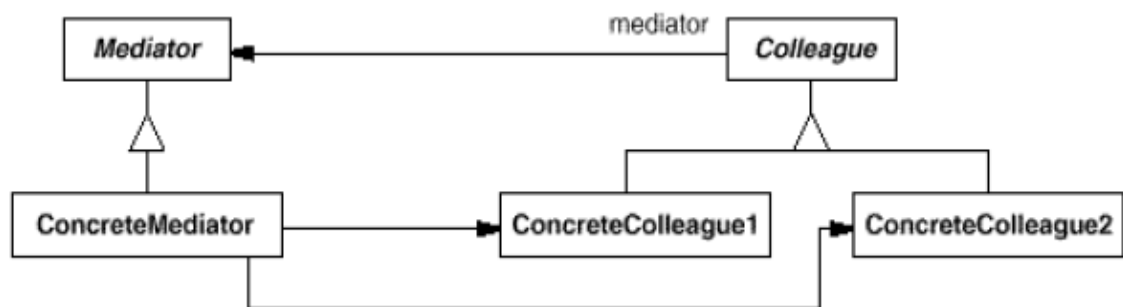 mediator
Mediator
Colleague
ConcreteMediator
ConcreteColleague1
ConcreteColleague2